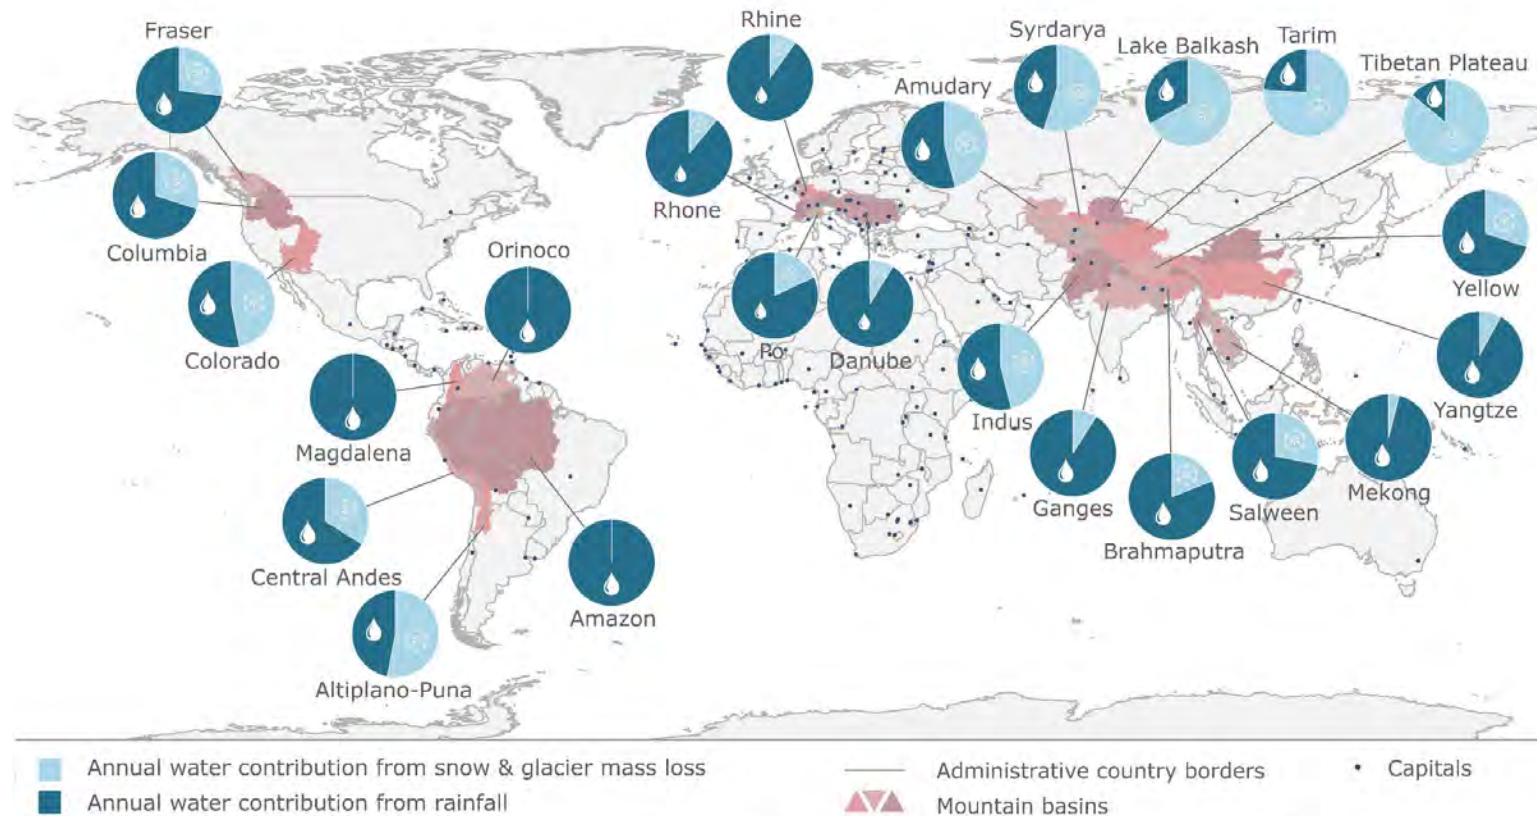 Fraser
Rhine
Syrdarya
Lake Balkash
Tarim
Tibetan Plateau
Amudary
Rhone
Columbia
Orinoco
Colorado
Yellow
Po
Danube
Indus
Magdalena
Yangtze
Ganges
Salween
Mekong
Brahmaputra
Central Andes
Amazon
Altiplano-Puna
Annual water contribution from snow & glacier mass loss
Annual water contribution from rainfall
Administrative country borders
Mountain basins
Capitals